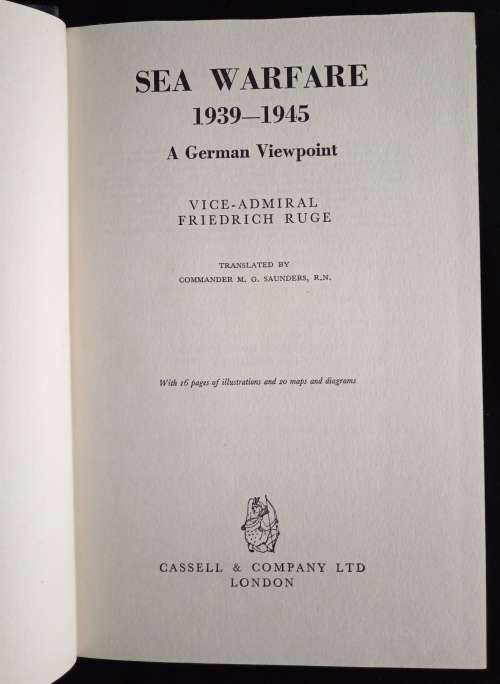 SEA WARFARE
1939—1945
A German Viewpoint
VICE-ADMIRAL
FRIEDRICH RUGE
TRANSLATED BY
COMMANDER M. G. SAUNDERS, R.N.
With 16 pages of illustrations and 20 maps and diagrams
CASSELL & COMPANY LTD
LONDON